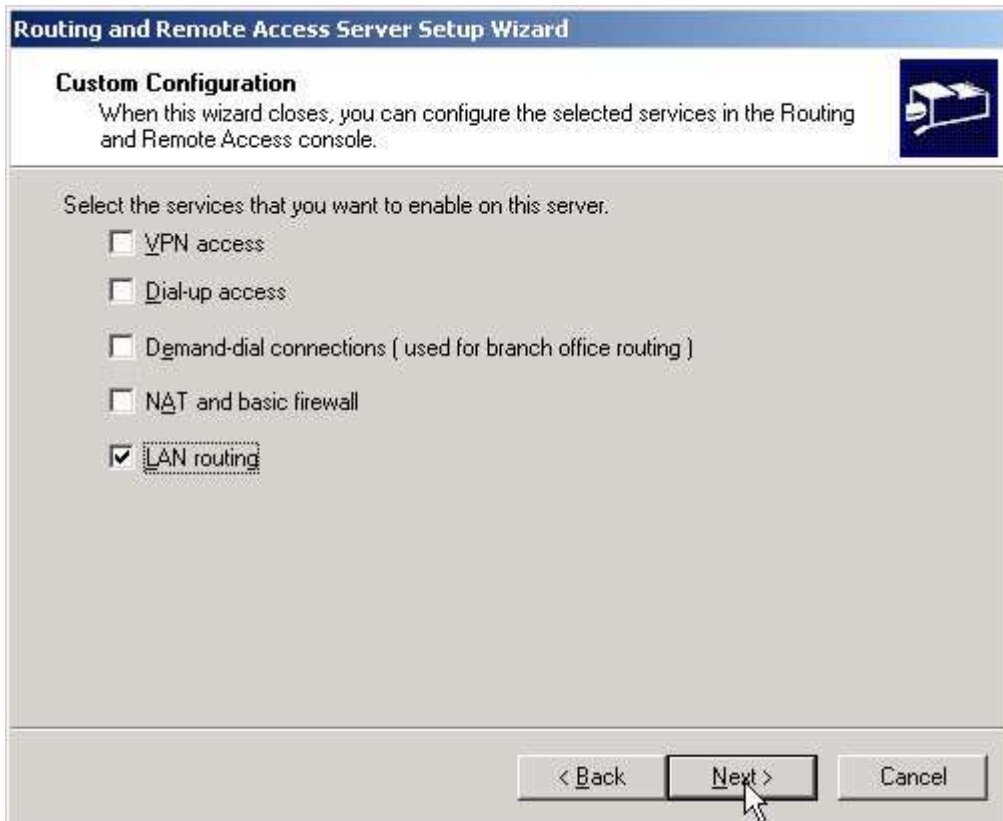 Routing and Remote Access Server Setup Wizard
Custom Configuration
When this wizard closes, you can configure the selected services in the Routing
and Remote Access console.
Select the services that you want to enable on this server.
VPN access
Dial-up access
Demand-dial connections ( used for branch office routing )
NAT and basic firewall
LAN routing
< Back
Next >
Cancel